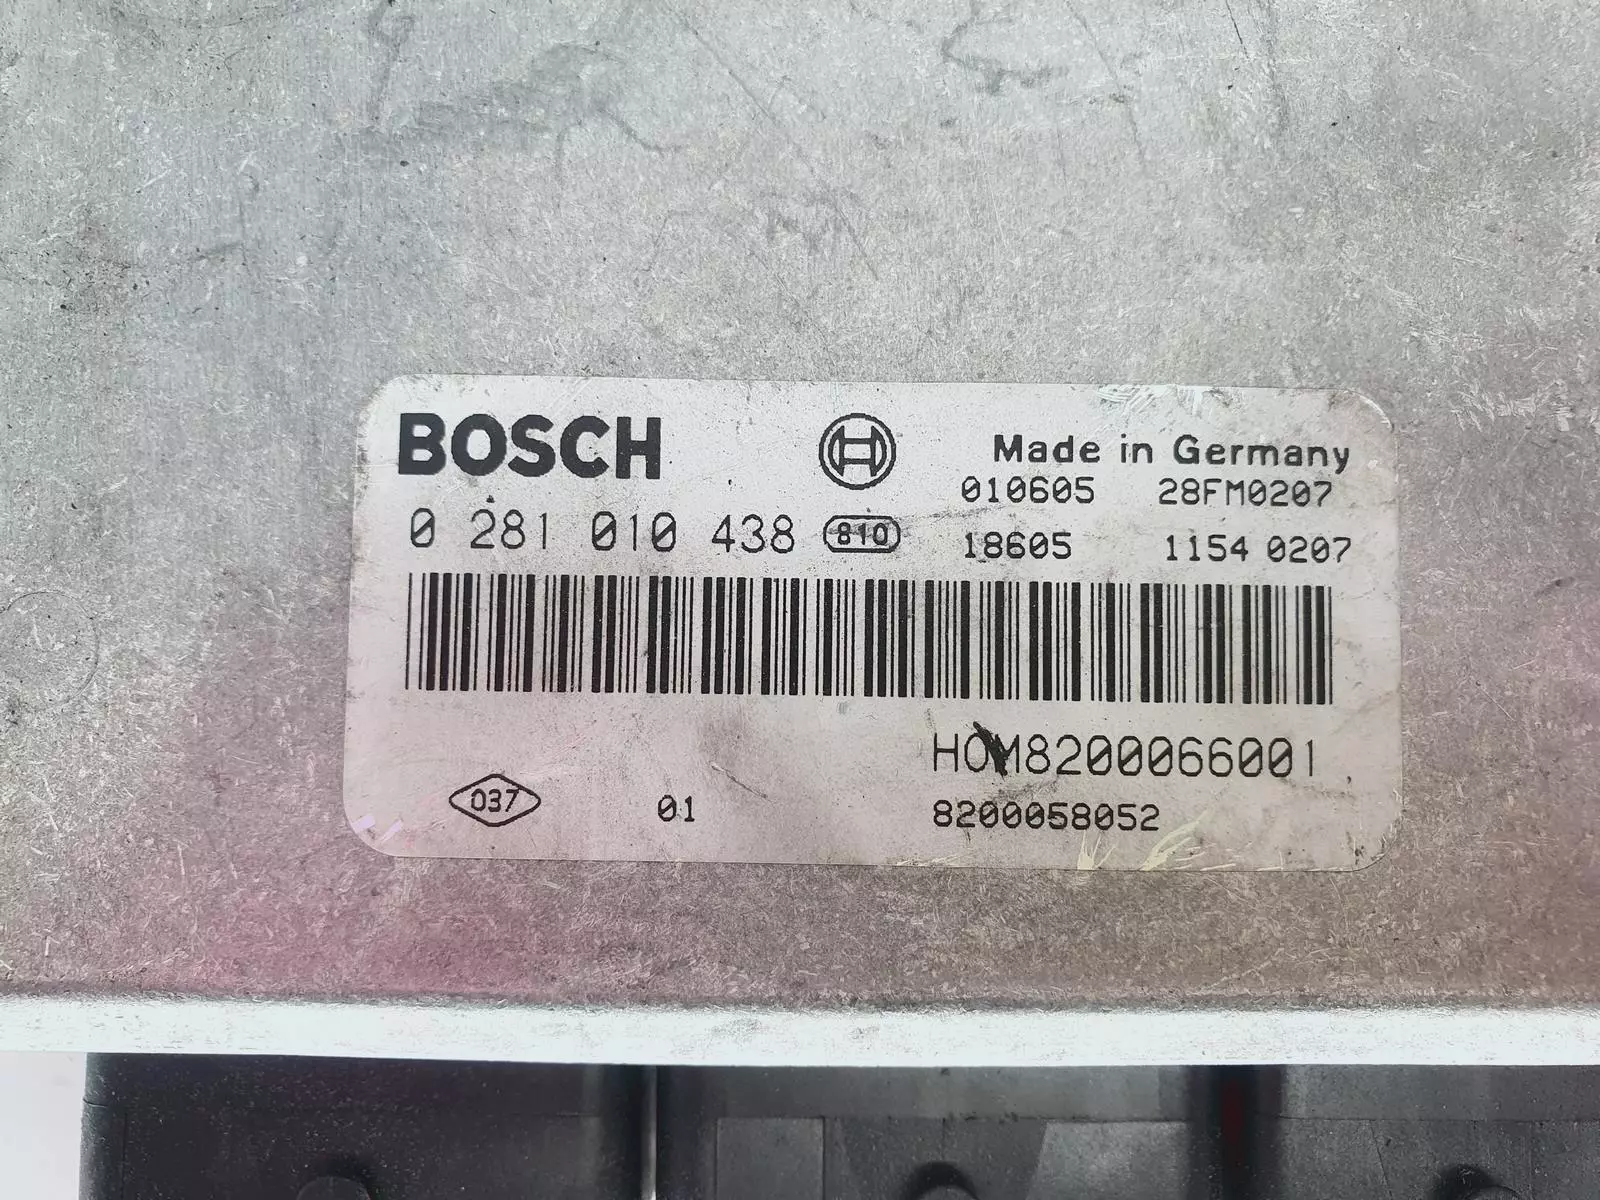 BOSCH
Made in Germany
010605 28FM0207
0 281 010 438 810
18605 1154 0207
HOM8200066001
037 01 8200058052